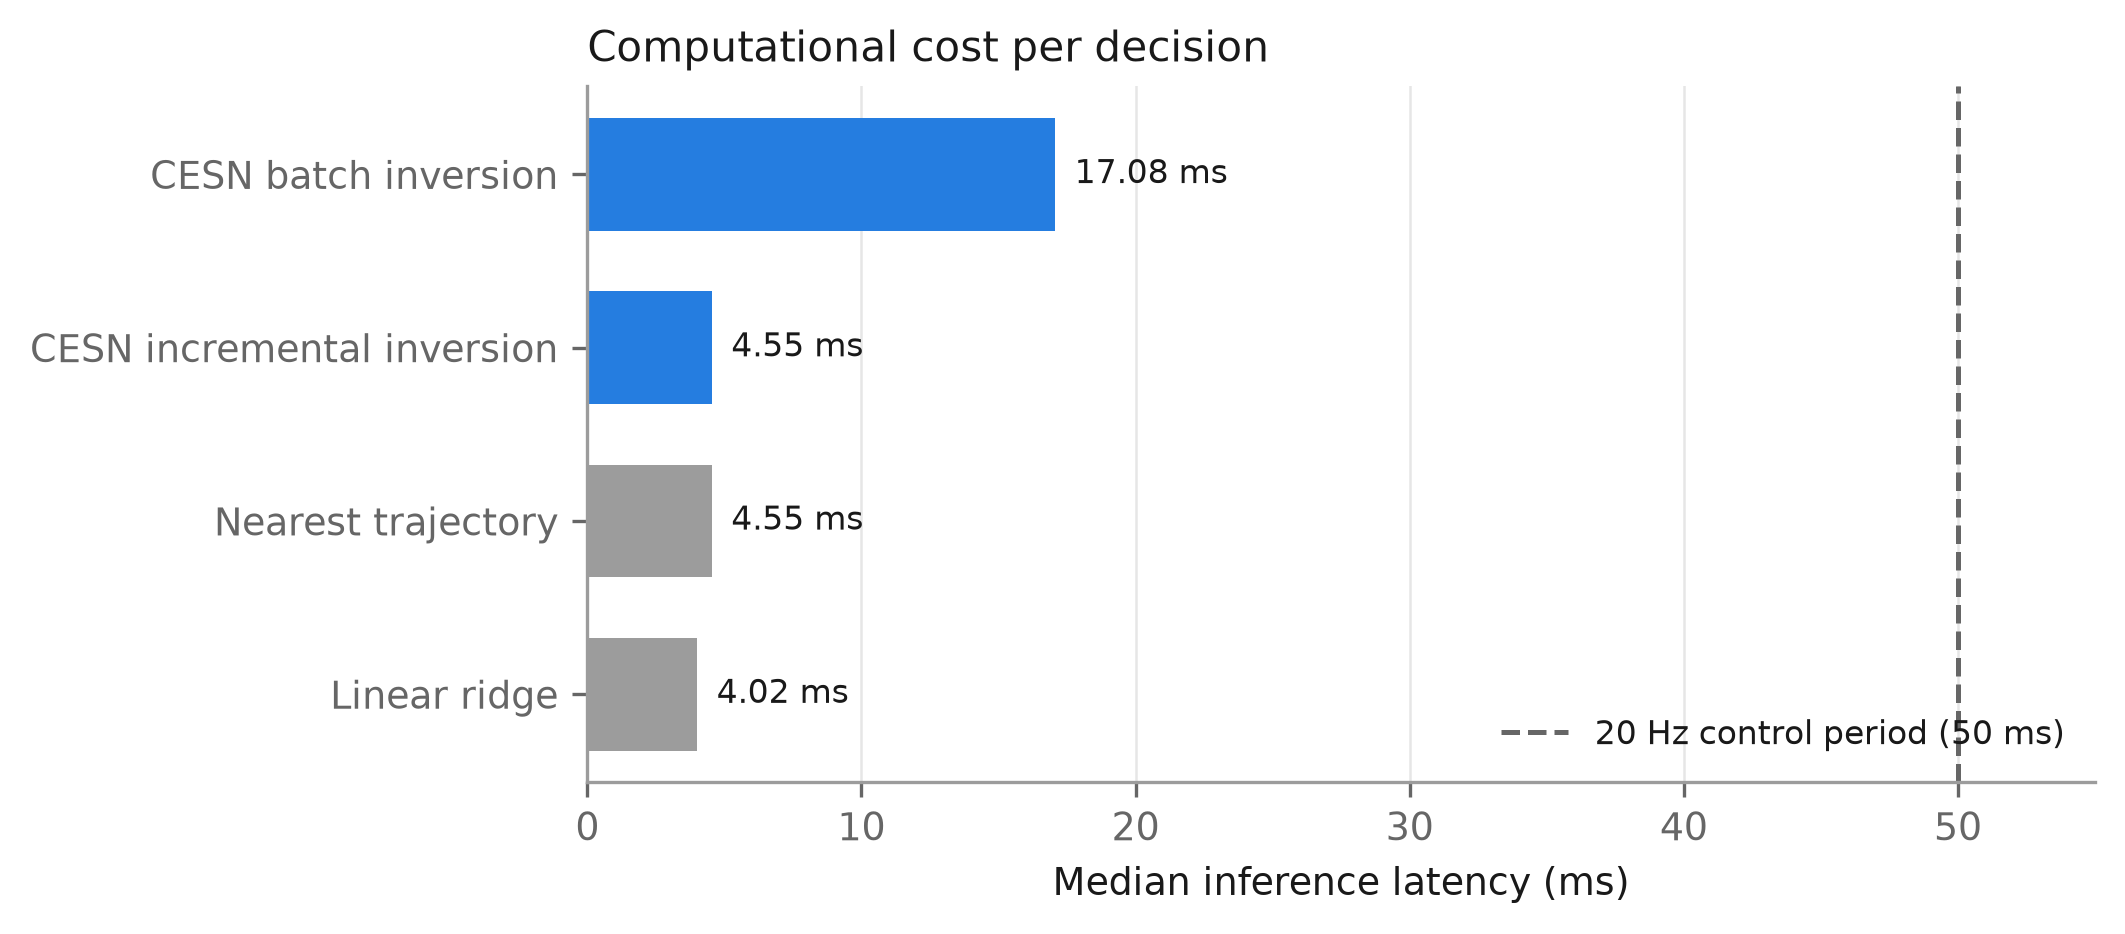 Computational cost per decision
CESN batch inversion
17.08 ms
CESN incremental inversion
4.55 ms
Nearest trajectory
4.55 ms
Linear ridge
4.02 ms
20 Hz control period (50 ms)
0 10 20 30 40 50
Median inference latency (ms)